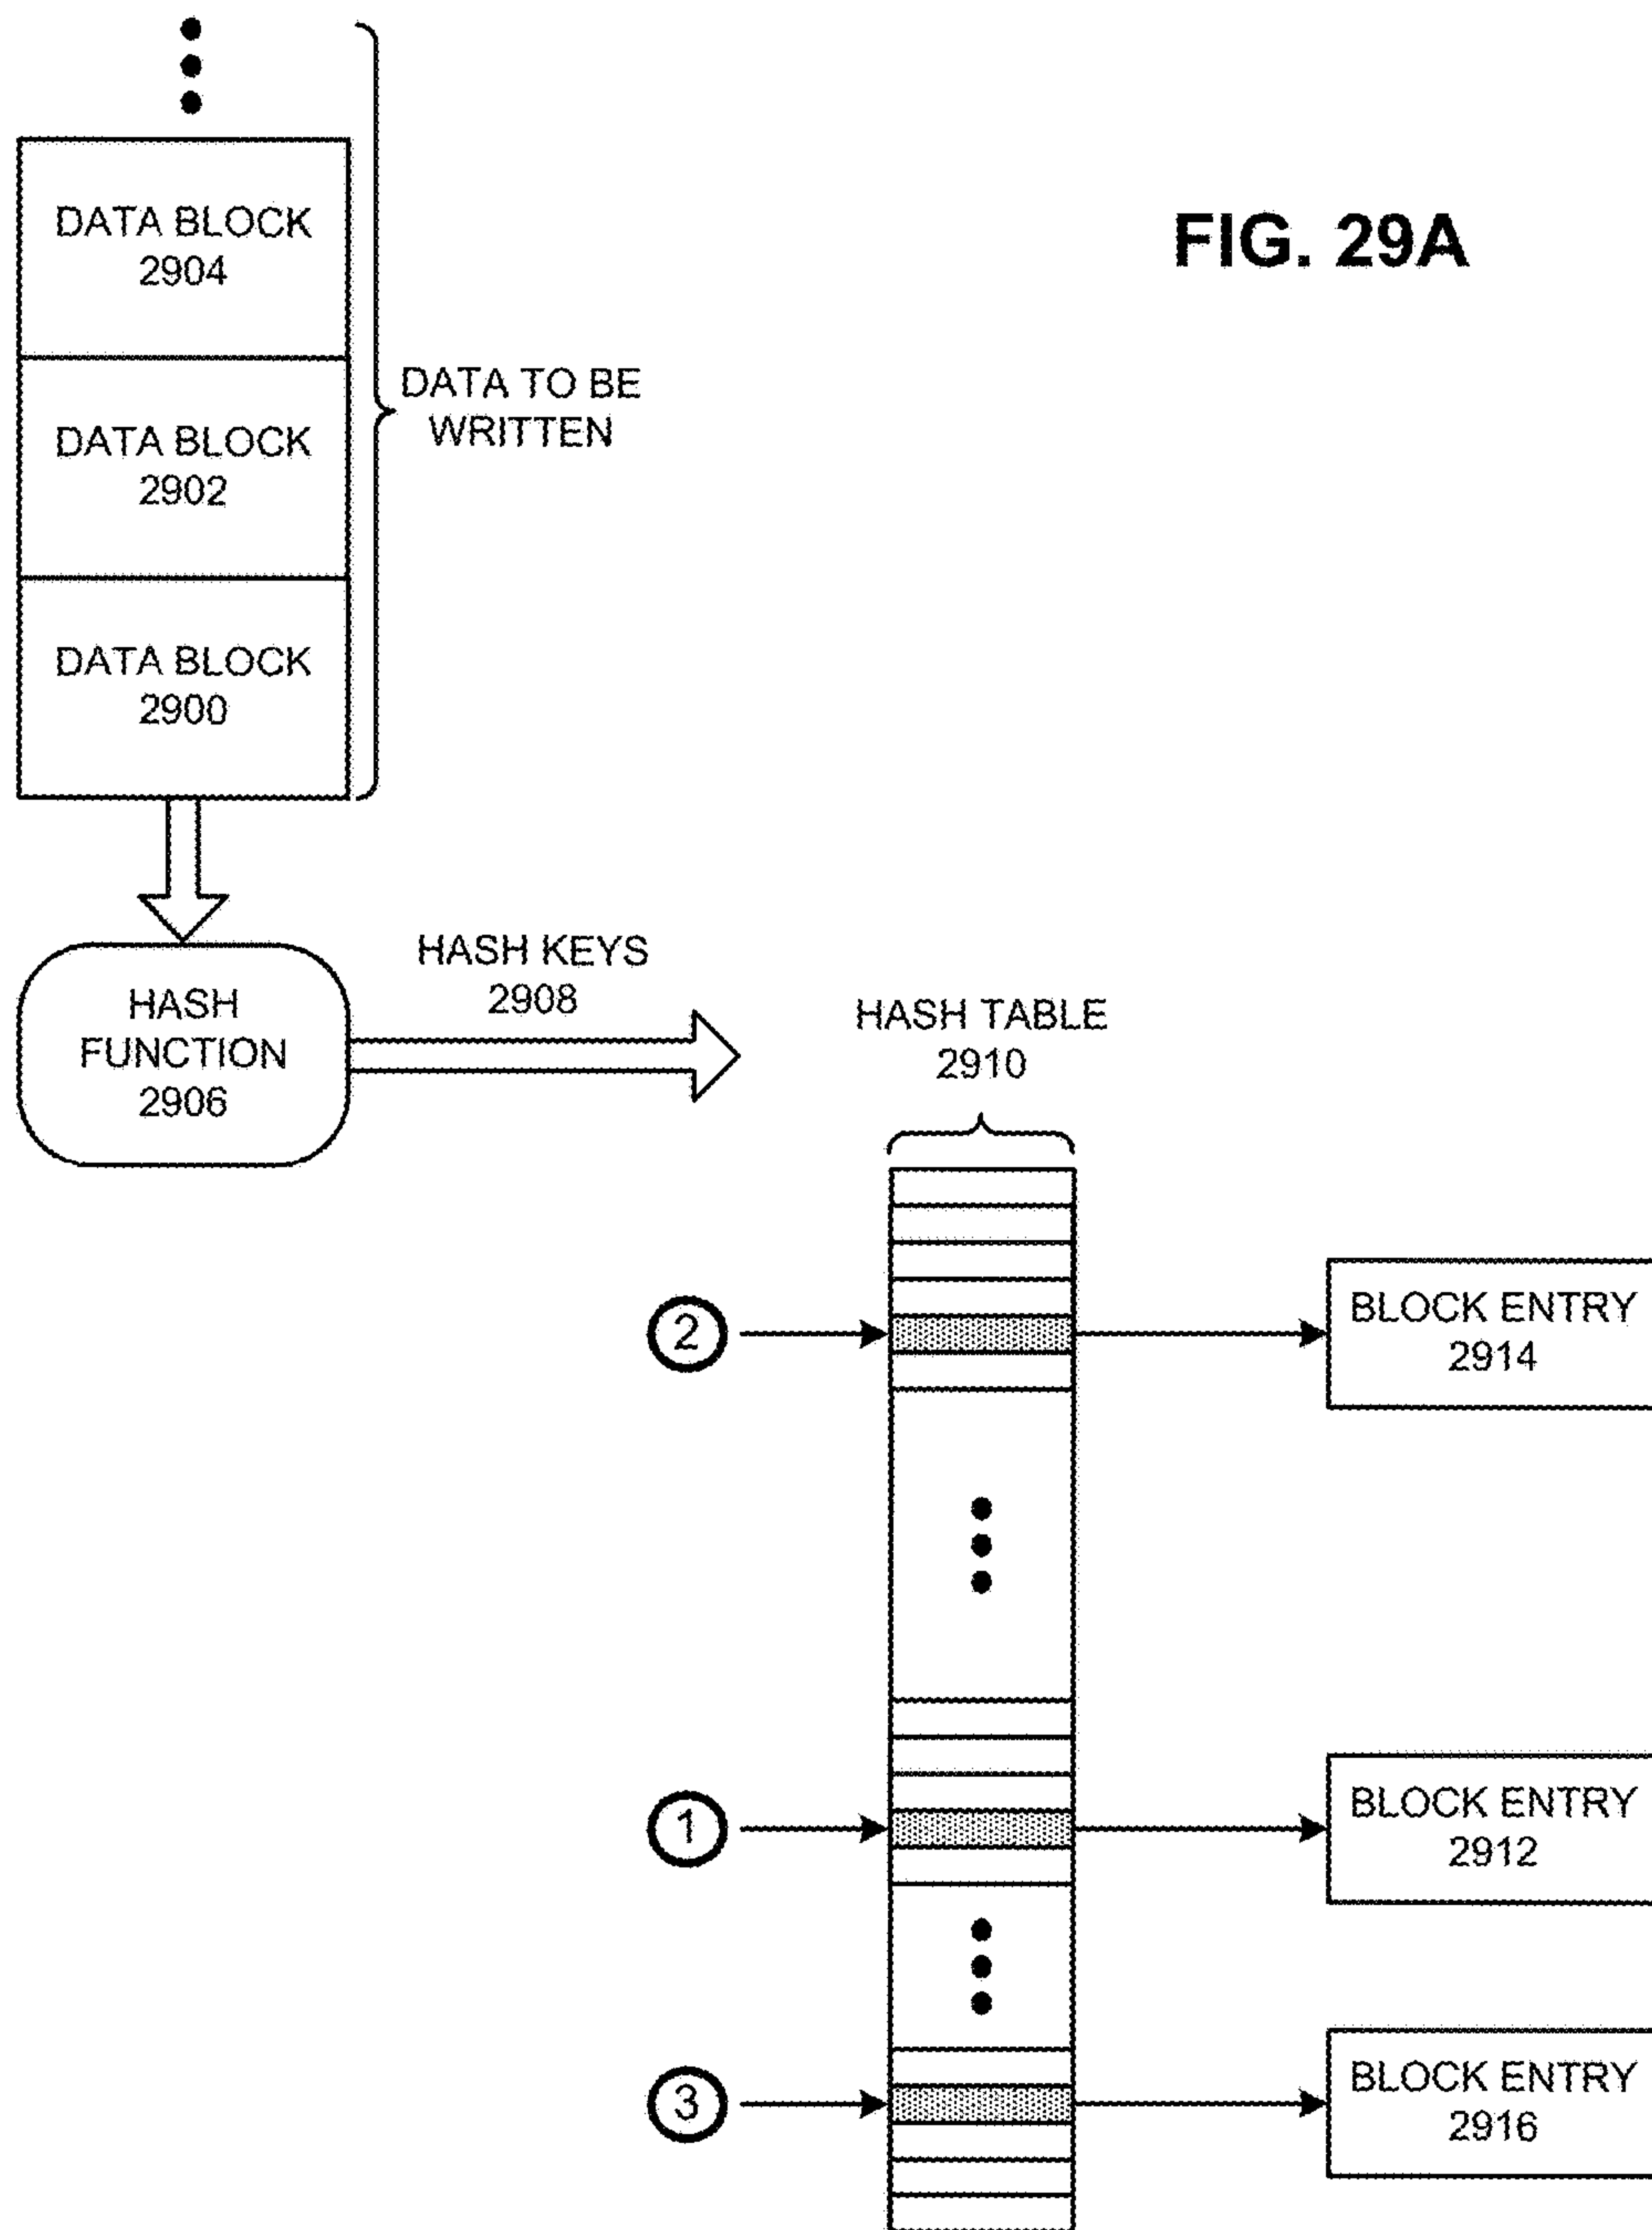 FIG. 29A
DATA BLOCK
2904
DATA BLOCK
2902
DATA BLOCK
2900
DATA TO BE
WRITTEN
HASH
FUNCTION
2906
HASH KEYS
2908
HASH TABLE
2910
2
BLOCK ENTRY
2914
1
BLOCK ENTRY
2912
3
BLOCK ENTRY
2916